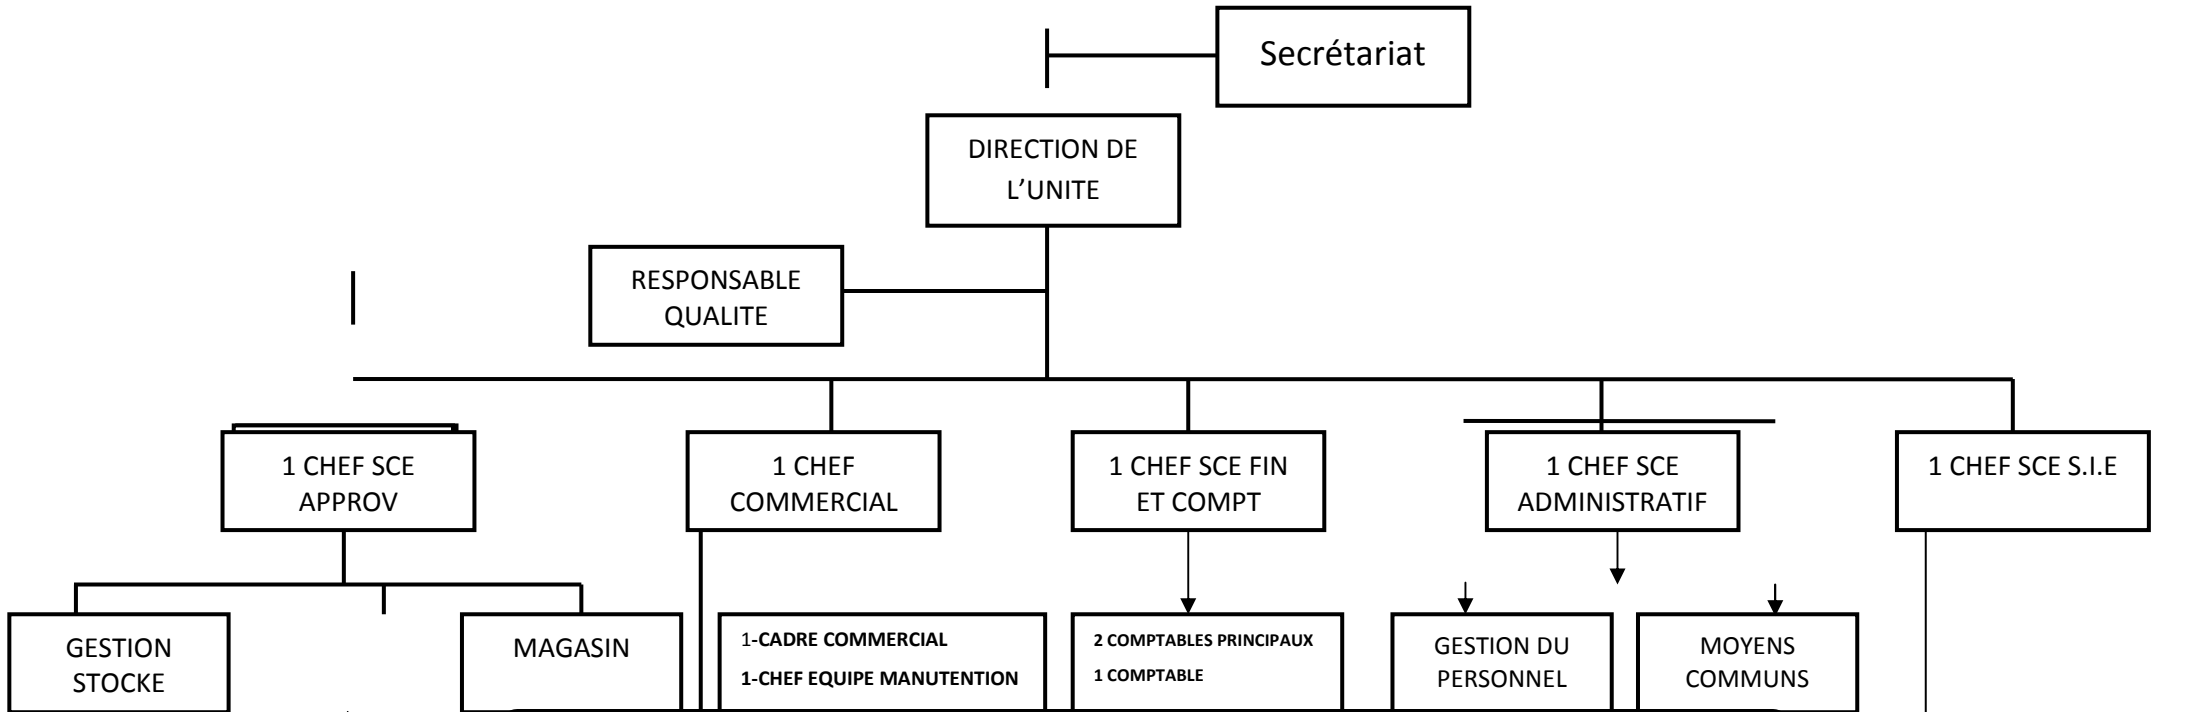 Secrétariat
DIRECTION DE
L’UNITE
RESPONSABLE
QUALITE
1 CHEF SCE
APPROV
1 CHEF
COMMERCIAL
1 CHEF SCE FIN
ET COMPT
1 CHEF SCE
ADMINISTRATIF
1 CHEF SCE S.I.E
GESTION
STOCKE
MAGASIN
1-CADRE COMMERCIAL
1-CHEF EQUIPE MANUTENTION
2 COMPTABLES PRINCIPAUX
1 COMPTABLE
GESTION DU
PERSONNEL
MOYENS
COMMUNS